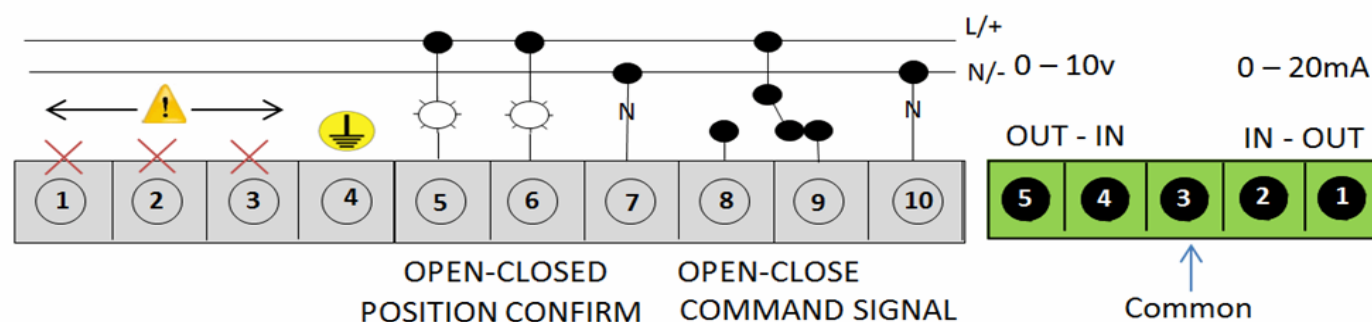 L/+
N/-
0 – 10v
0 – 20mA
!
N
N
OUT - IN
IN - OUT
1
2
3
4
5
6
7
8
9
10
5
4
3
2
1
OPEN-CLOSED
POSITION CONFIRM
OPEN-CLOSE
COMMAND SIGNAL
Common